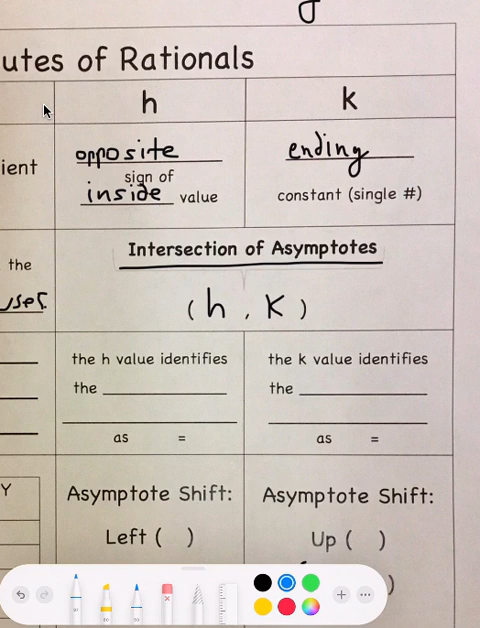 utes of Rationals
h k
opposite ending
ient sign of
inside value constant (single #)
the Intersection of Asymptotes
(h, K)
the h value identifies the k value identifies
the the
as = as =
Y Asymptote Shift: Asymptote Shift:
Left ( ) Up ( )
)